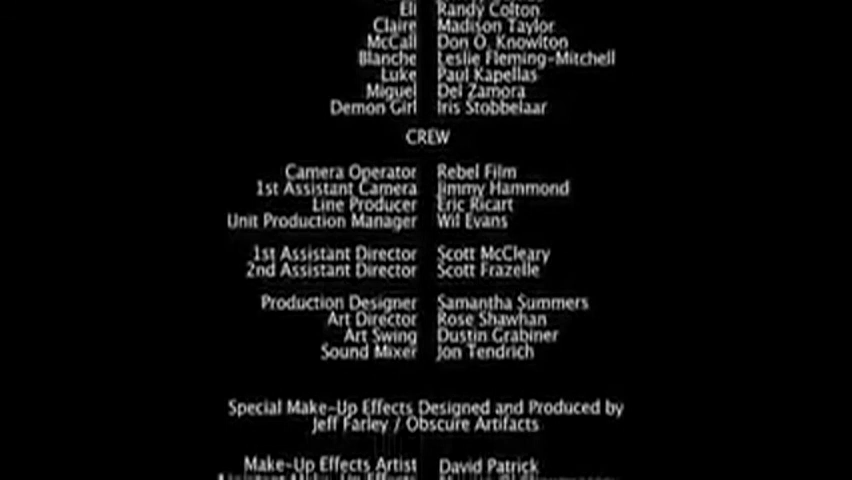 Eli Randy Colton
Claire Madison Taylor
McCall Don O. Knowlton
Blanche Leslie Fleming-Mitchell
Luke Paul Kapellas
Miguel Del Zamora
Demon Girl Iris Stobbelaar
CREW
Camera Operator Rebel Film
1st Assistant Camera Jimmy Hammond
Line Producer Eric Ricart
Unit Production Manager Wil Evans
1st Assistant Director Scott McCleary
2nd Assistant Director Scott Frazelle
Production Designer Samantha Summers
Art Director Rose Shawhan
Art Swing Dustin Grabiner
Sound Mixer Jon Tendrich
Special Make-Up Effects Designed and Produced by
Jeff Farley / Obscure Artifacts
Make-Up Effects Artist David Patrick